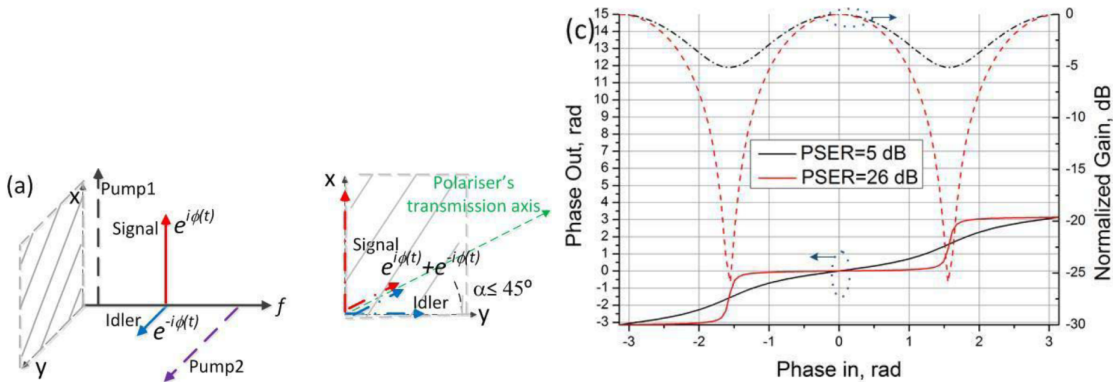 (a)
x
Pump1
Signal
e^{iϕ(t)}
f
Idler
e^{-iϕ(t)}
y
Pump2
x
Polariser's
transmission axis
Signal
e^{iϕ(t)}+e^{-iϕ(t)}
Idler
α≤ 45°
y
(c)
Phase Out, rad
15
14
13
12
11
10
9
8
7
6
5
4
3
2
1
0
-1
-2
-3
PSER=5 dB
PSER=26 dB
-3 -2 -1 0 1 2 3
Phase in, rad
0
-5
-10
-15
-20
-25
-30
Normalized Gain, dB